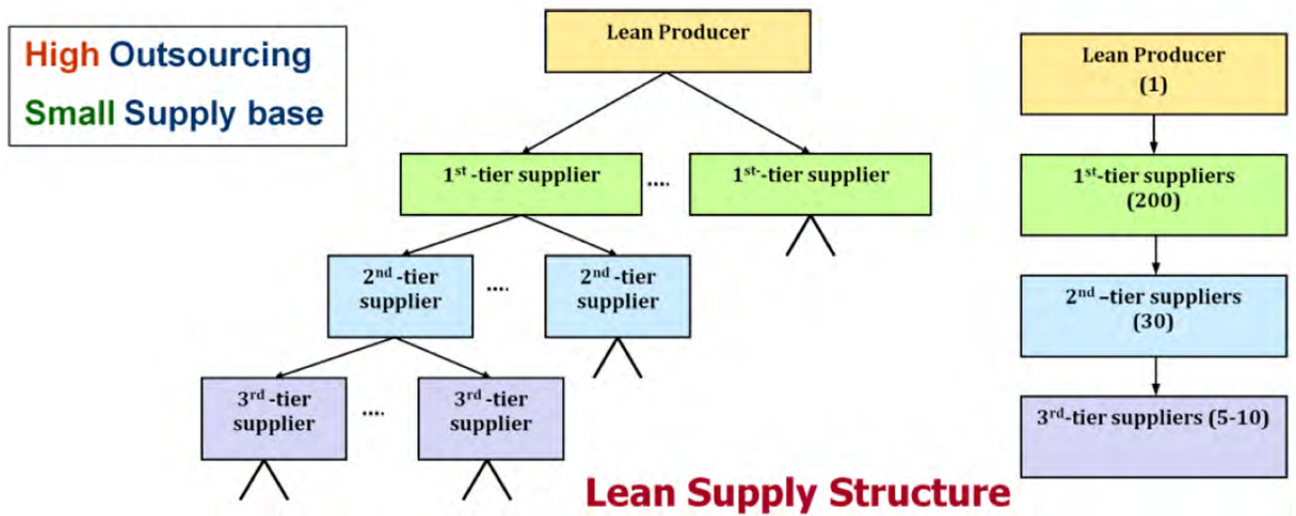 High Outsourcing
Small Supply base
Lean Producer
1st -tier supplier
....
1st--tier supplier
2nd -tier
supplier
....
2nd -tier
supplier
3rd -tier
supplier
....
3rd -tier
supplier
Lean Producer
(1)
1st-tier suppliers
(200)
2nd –tier suppliers
(30)
3rd-tier suppliers (5-10)
Lean Supply Structure